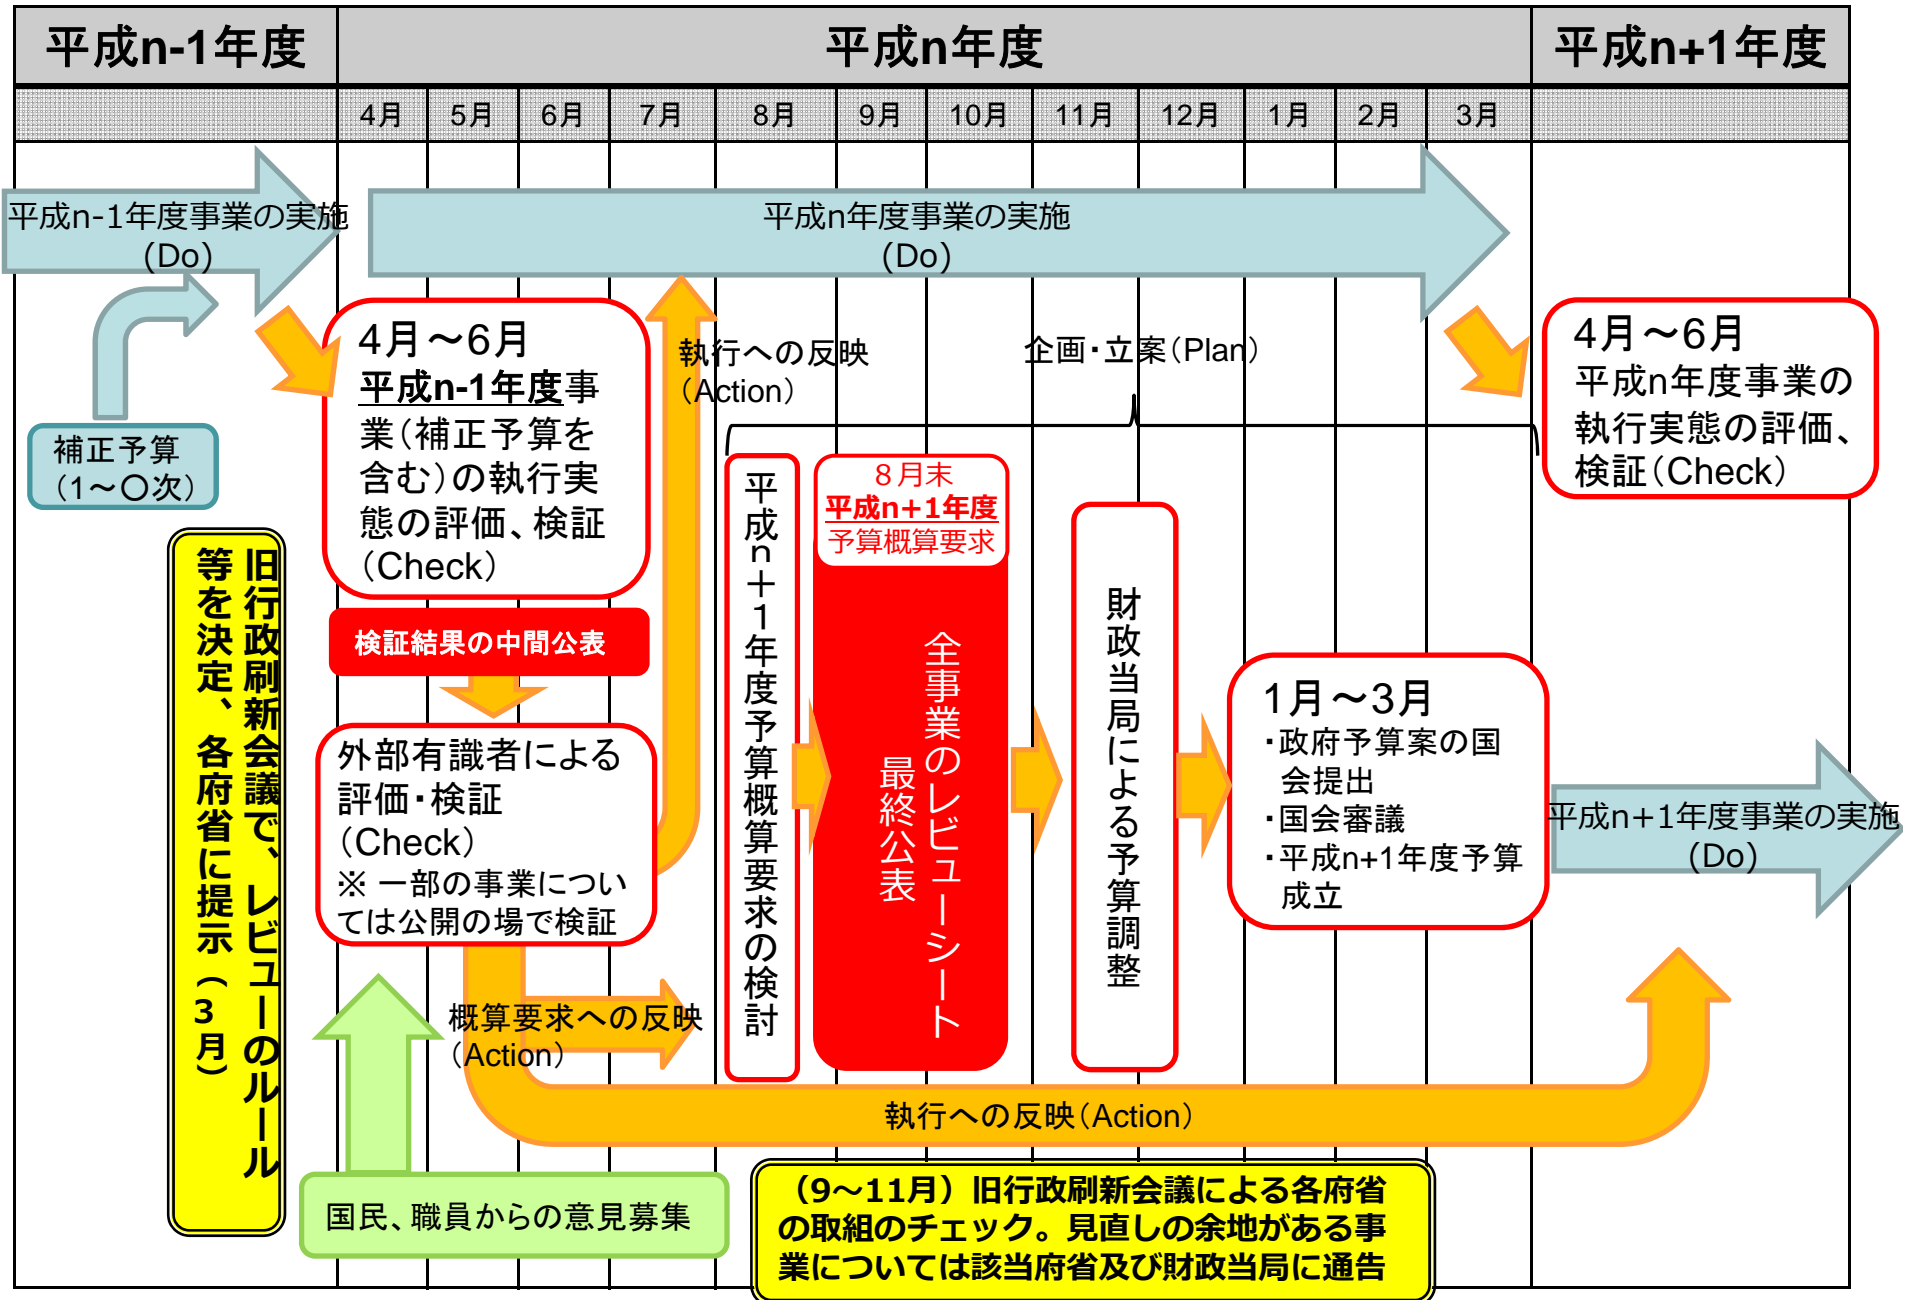 平成n-1年度
平成n年度
平成n+1年度
4月
5月
6月
7月
8月
9月
10月
11月
12月
1月
2月
3月
平成n-1年度事業の実施
(Do)
平成n年度事業の実施
(Do)
補正予算
(1～〇次)
4月～6月
平成n-1年度事
業(補正予算を
含む)の執行実
態の評価、検証
(Check)
執行への反映
(Action)
企画・立案(Plan)
4月～6月
平成n年度事業の
執行実態の評価、
検証(Check)
旧行政刷新会議で、レビューのルール
等を決定、各府省に提示（3月）
検証結果の中間公表
外部有識者による
評価・検証
(Check)
※ 一部の事業につい
ては公開の場で検証
平成n＋1年度予算概算要求の検討
８月末
平成n+1年度
予算概算要求
全事業のレビューシート
最終公表
財政当局による予算調整
1月～3月
・政府予算案の国
会提出
・国会審議
・平成n+1年度予算
成立
平成n+1年度事業の実施
(Do)
概算要求への反映
(Action)
執行への反映(Action)
国民、職員からの意見募集
（9～11月）旧行政刷新会議による各府省
の取組のチェック。見直しの余地がある事
業については該当府省及び財政当局に通告